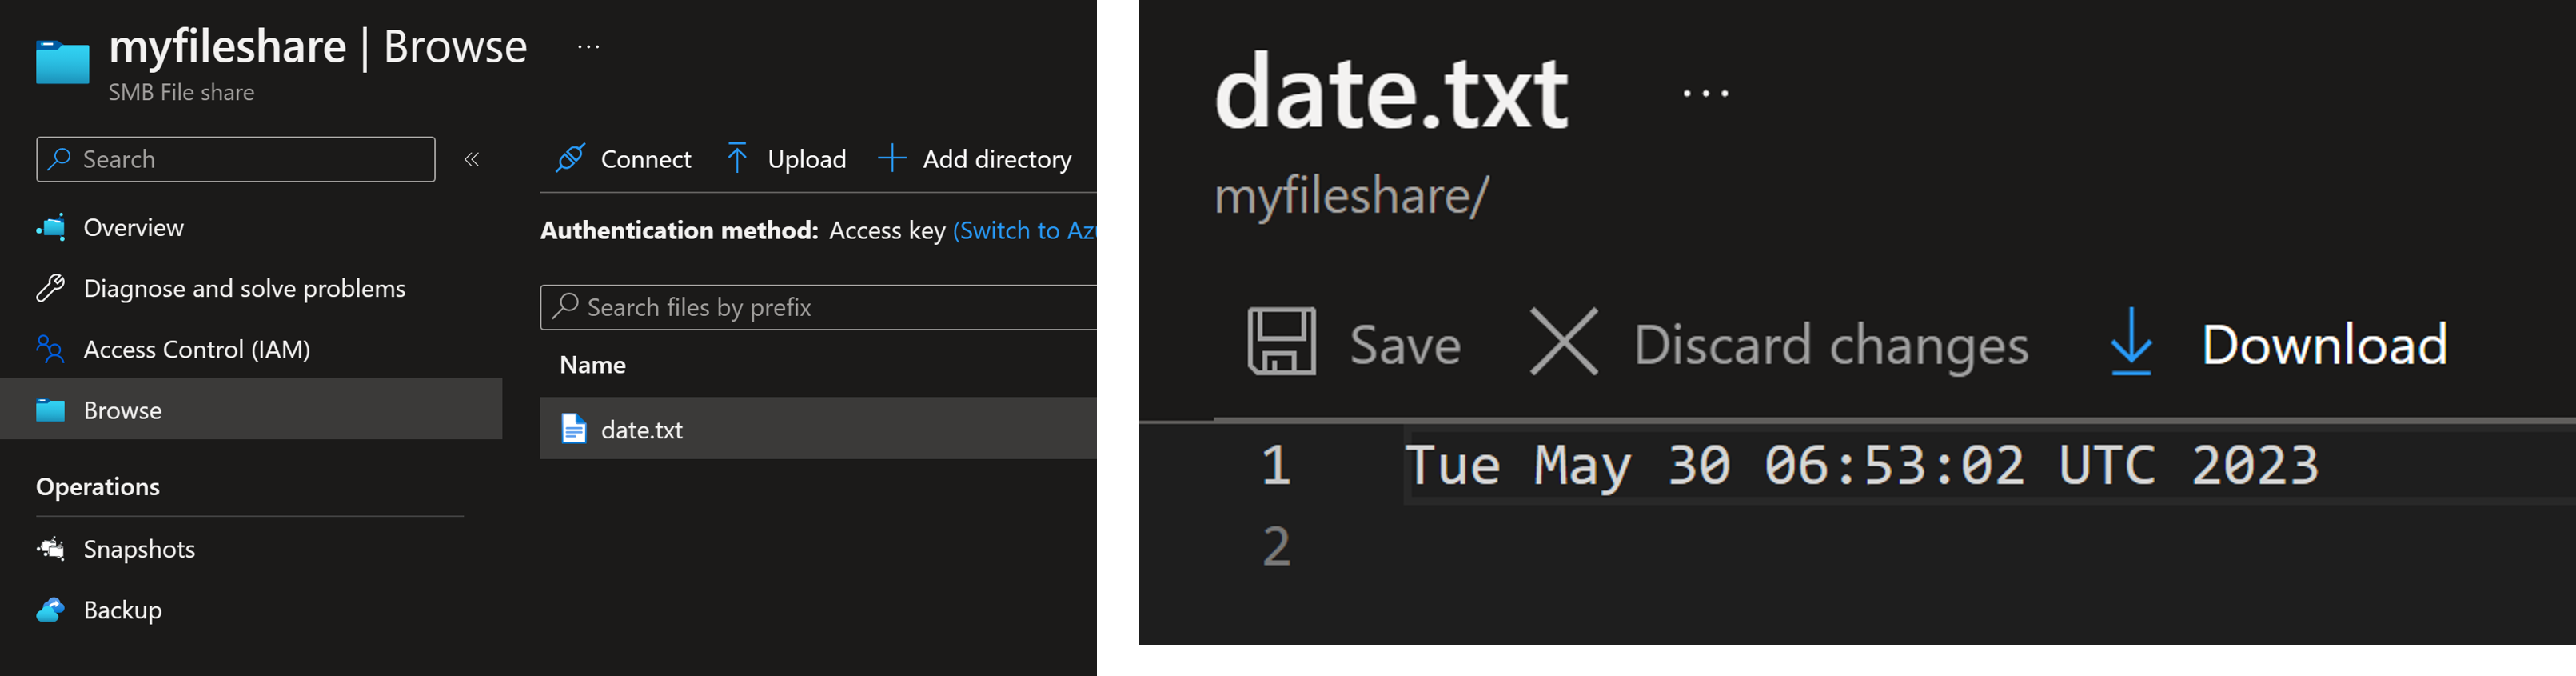 myfileshare | Browse ...
SMB File share
Search
«
Connect
Upload
Add directory
Overview
Diagnose and solve problems
Access Control (IAM)
Browse
Operations
Snapshots
Backup
Authentication method: Access key (Switch to
Search files by prefix
Name
date.txt
date.txt ...
myfileshare/
Save
Discard changes
Download
1 Tue May 30 06:53:02 UTC 2023
2